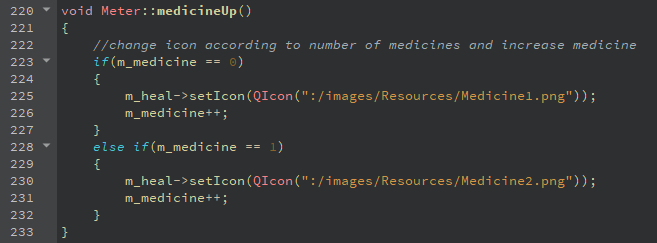 220 void Meter::medicineUp()
221 {
222     //change icon according to number of medicines and increase medicine
223     if(m_medicine == 0)
224     {
225         m_heal->setIcon(QIcon(":/images/Resources/Medicine1.png"));
226         m_medicine++;
227     }
228     else if(m_medicine == 1)
229     {
230         m_heal->setIcon(QIcon(":/images/Resources/Medicine2.png"));
231         m_medicine++;
232     }
233 }